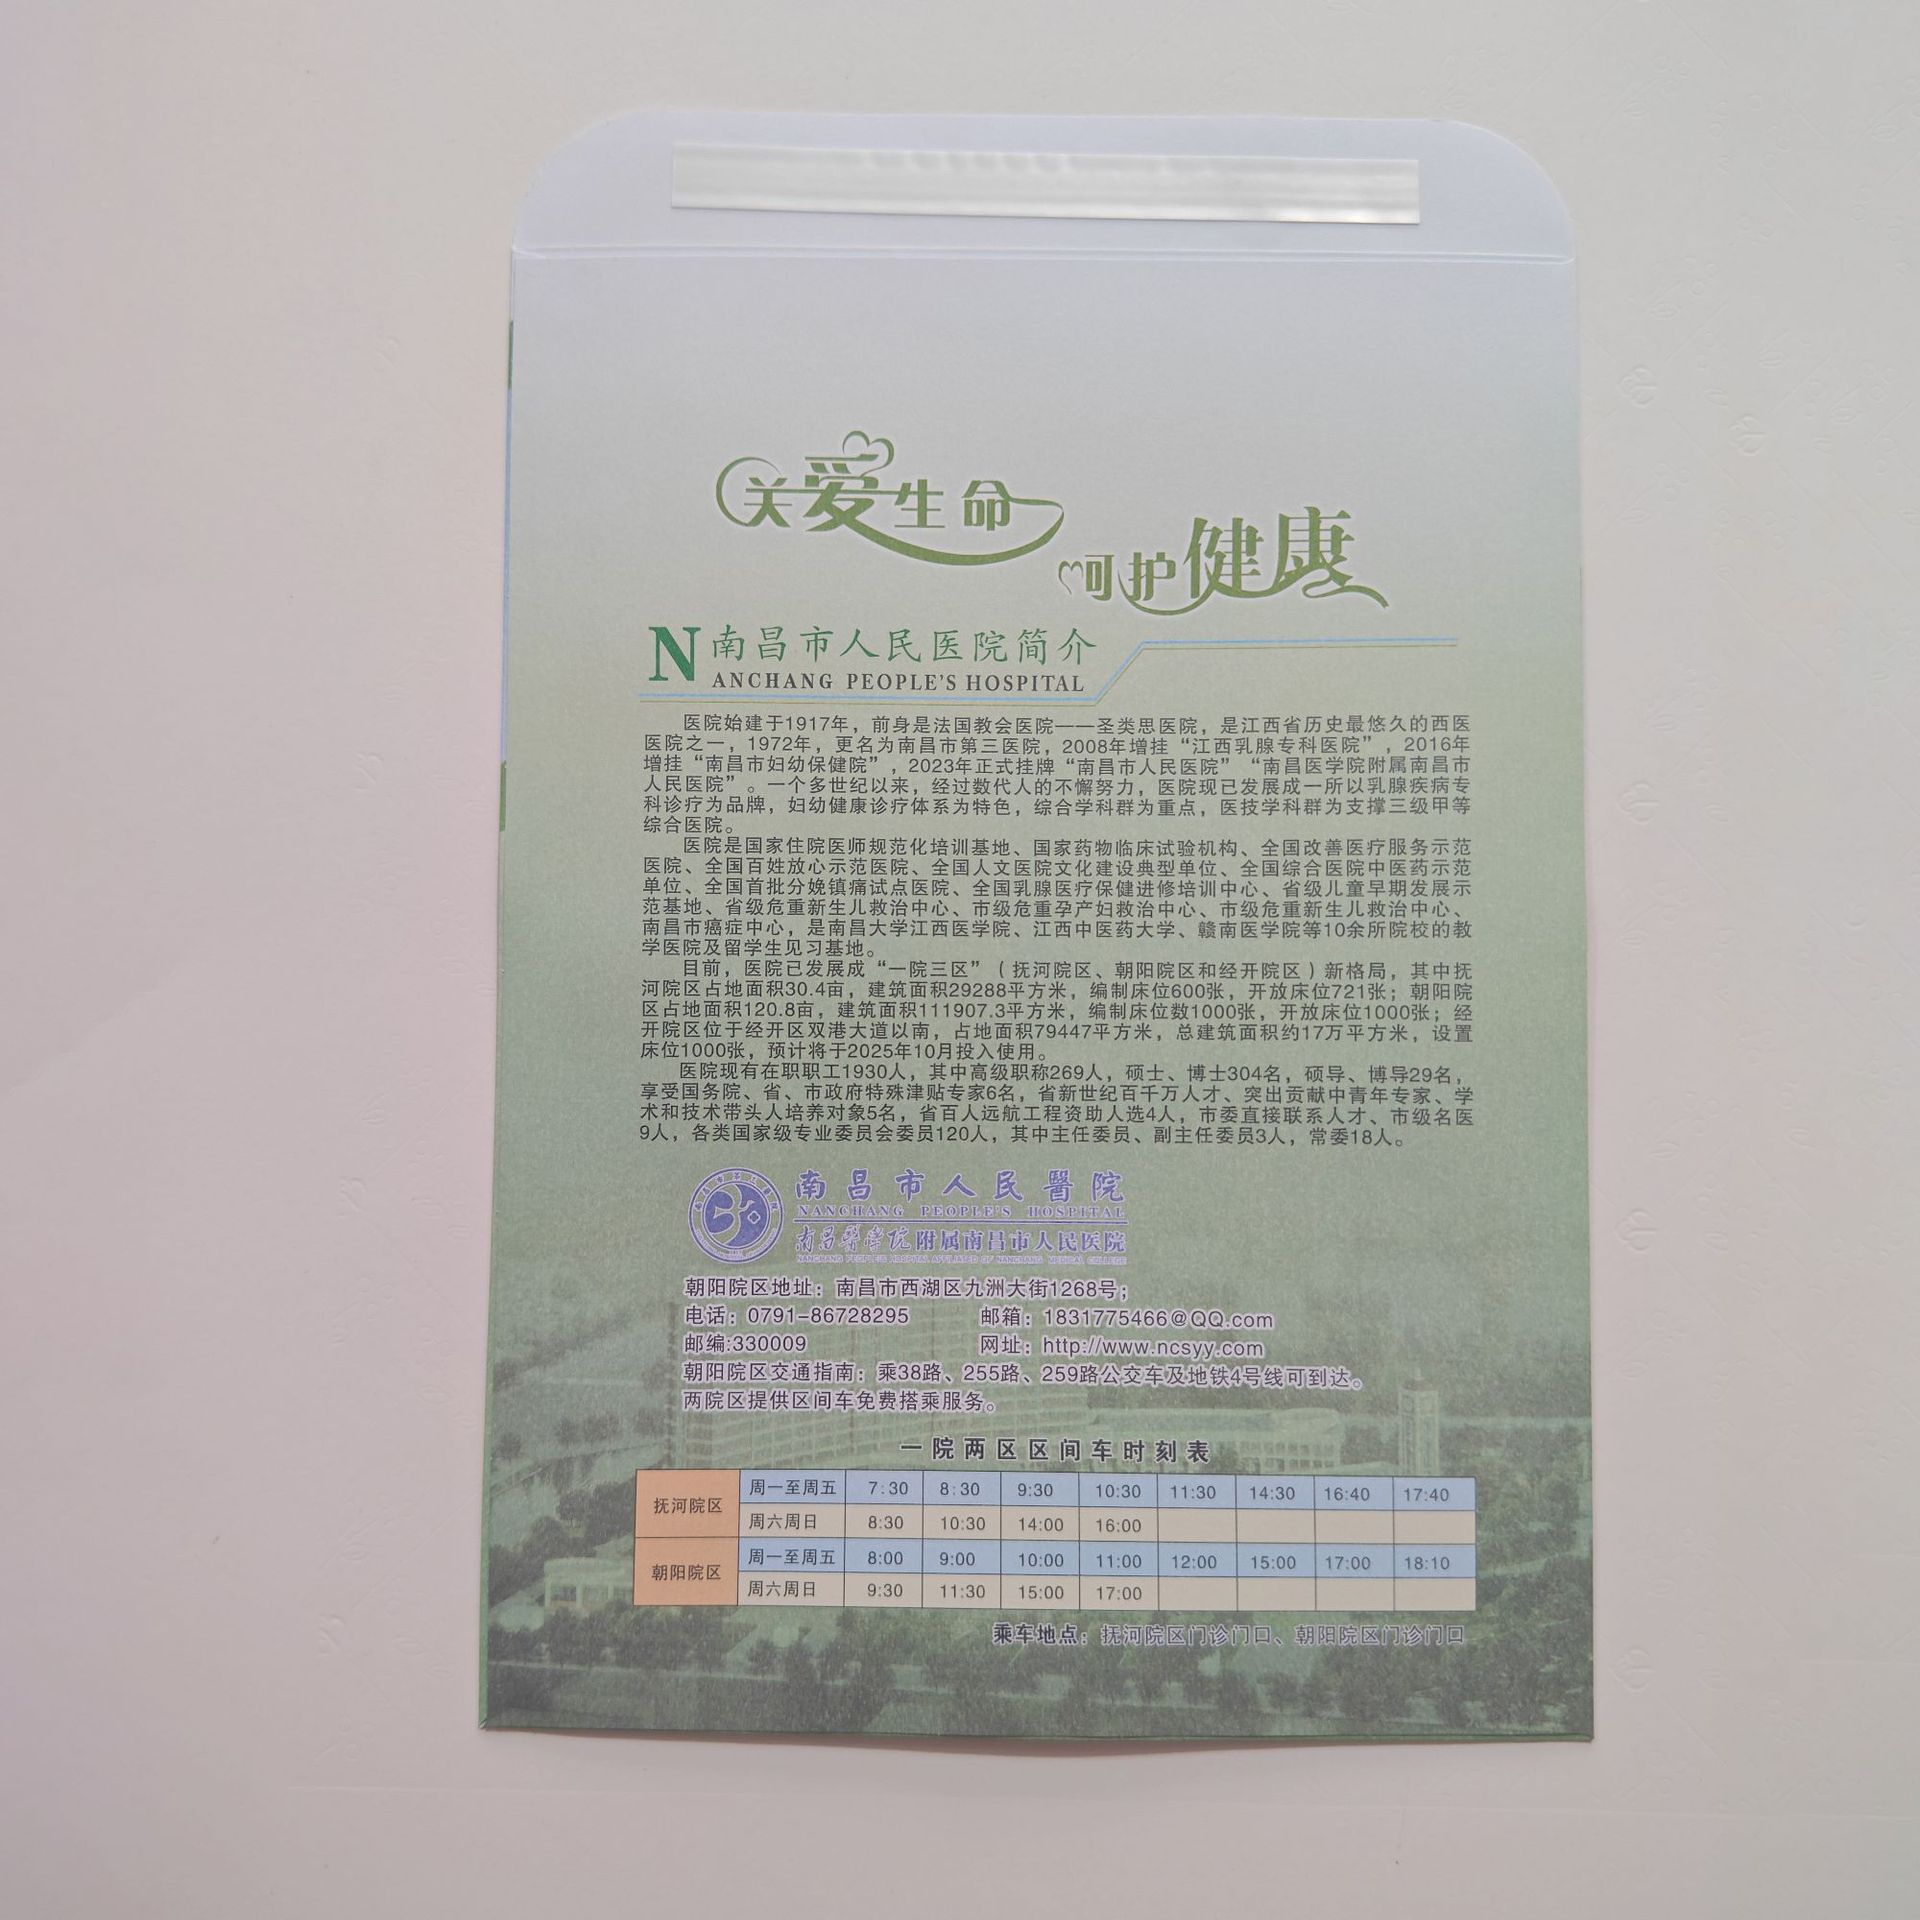 关爱生命
呵护健康
南昌市人民医院简介
NANCHANG PEOPLE'S HOSPITAL
医院始建于1917年，前身是法国教会医院——圣类思医院，是江西省历史最悠久的西医
医院之一，1972年，更名为南昌市第三医院，2008年增挂“江西乳腺专科医院”，2016年
增挂“南昌市妇幼保健院”，2023年正式挂牌“南昌市人民医院”“南昌医学院附属南昌市
人民医院”。一个多世纪以来，经过数代人的不懈努力，医院现已发展成一所以乳腺疾病专
科诊疗为品牌，妇幼健康诊疗体系为特色，综合学科群为重点，医技学科群为支撑三级甲等
综合医院。
医院是国家住院医师规范化培训基地、国家药物临床试验机构、全国改善医疗服务示范
医院、全国百姓放心示范医院、全国人文医院文化建设典型单位、全国综合医院中医药示范
单位、全国首批分娩镇痛试点医院、全国乳腺医疗保健进修培训中心、省级儿童早期发展示
范基地、省级危重新生儿救治中心、市级危重孕产妇救治中心、市级危重新生儿救治中心、
南昌市癌症中心，是南昌大学江西医学院、江西中医药大学、赣南医学院等10余所院校的教
学医院及留学生见习基地。
目前，医院已发展成“一院三区”（抚河院区、朝阳院区和经开院区）新格局，其中抚
河院区占地面积30.4亩，建筑面积29288平方米，编制床位600张，开放床位721张；朝阳院
区占地面积120.8亩，建筑面积111907.3平方米，编制床位数1000张，开放床位1000张；经
开院区位于经开区双港大道以南，占地面积79447平方米，总建筑面积约17万平方米，设置
床位1000张，预计将于2025年10月投入使用。
医院现有在职职工1930人，其中高级职称269人，硕士、博士304名，硕导、博导29名，
享受国务院、省、市政府特殊津贴专家6名，省新世纪百千万人才、突出贡献中青年专家、学
术和技术带头人培养对象5名，省百人远航工程资助人选4人，市委直接联系人才、市级名医
9人，各类国家级专业委员会委员120人，其中主任委员、副主任委员3人，常委18人。
南昌市人民醫院
NANCHANG PEOPLE'S HOSPITAL
南昌醫学院附属南昌市人民医院
NANCHANG PEOPLE'S HOSPITAL AFFILIATED OF NANCHANG MEDICAL COLLEGE
朝阳院区地址：南昌市西湖区九洲大街1268号；
电话：0791-86728295 邮箱：1831775466@QQ.com
邮编:330009 网址：http://www.ncsyy.com
朝阳院区交通指南：乘38路、255路、259路公交车及地铁4号线可到达。
两院区提供区间车免费搭乘服务。
一院两区区间车时刻表
抚河院区 周一至周五 7:30 8:30 9:30 10:30 11:30 14:30 16:40 17:40
周六周日 8:30 10:30 14:00 16:00
朝阳院区 周一至周五 8:00 9:00 10:00 11:00 12:00 15:00 17:00 18:10
周六周日 9:30 11:30 15:00 17:00
乘车地点：抚河院区门诊门口、朝阳院区门诊门口